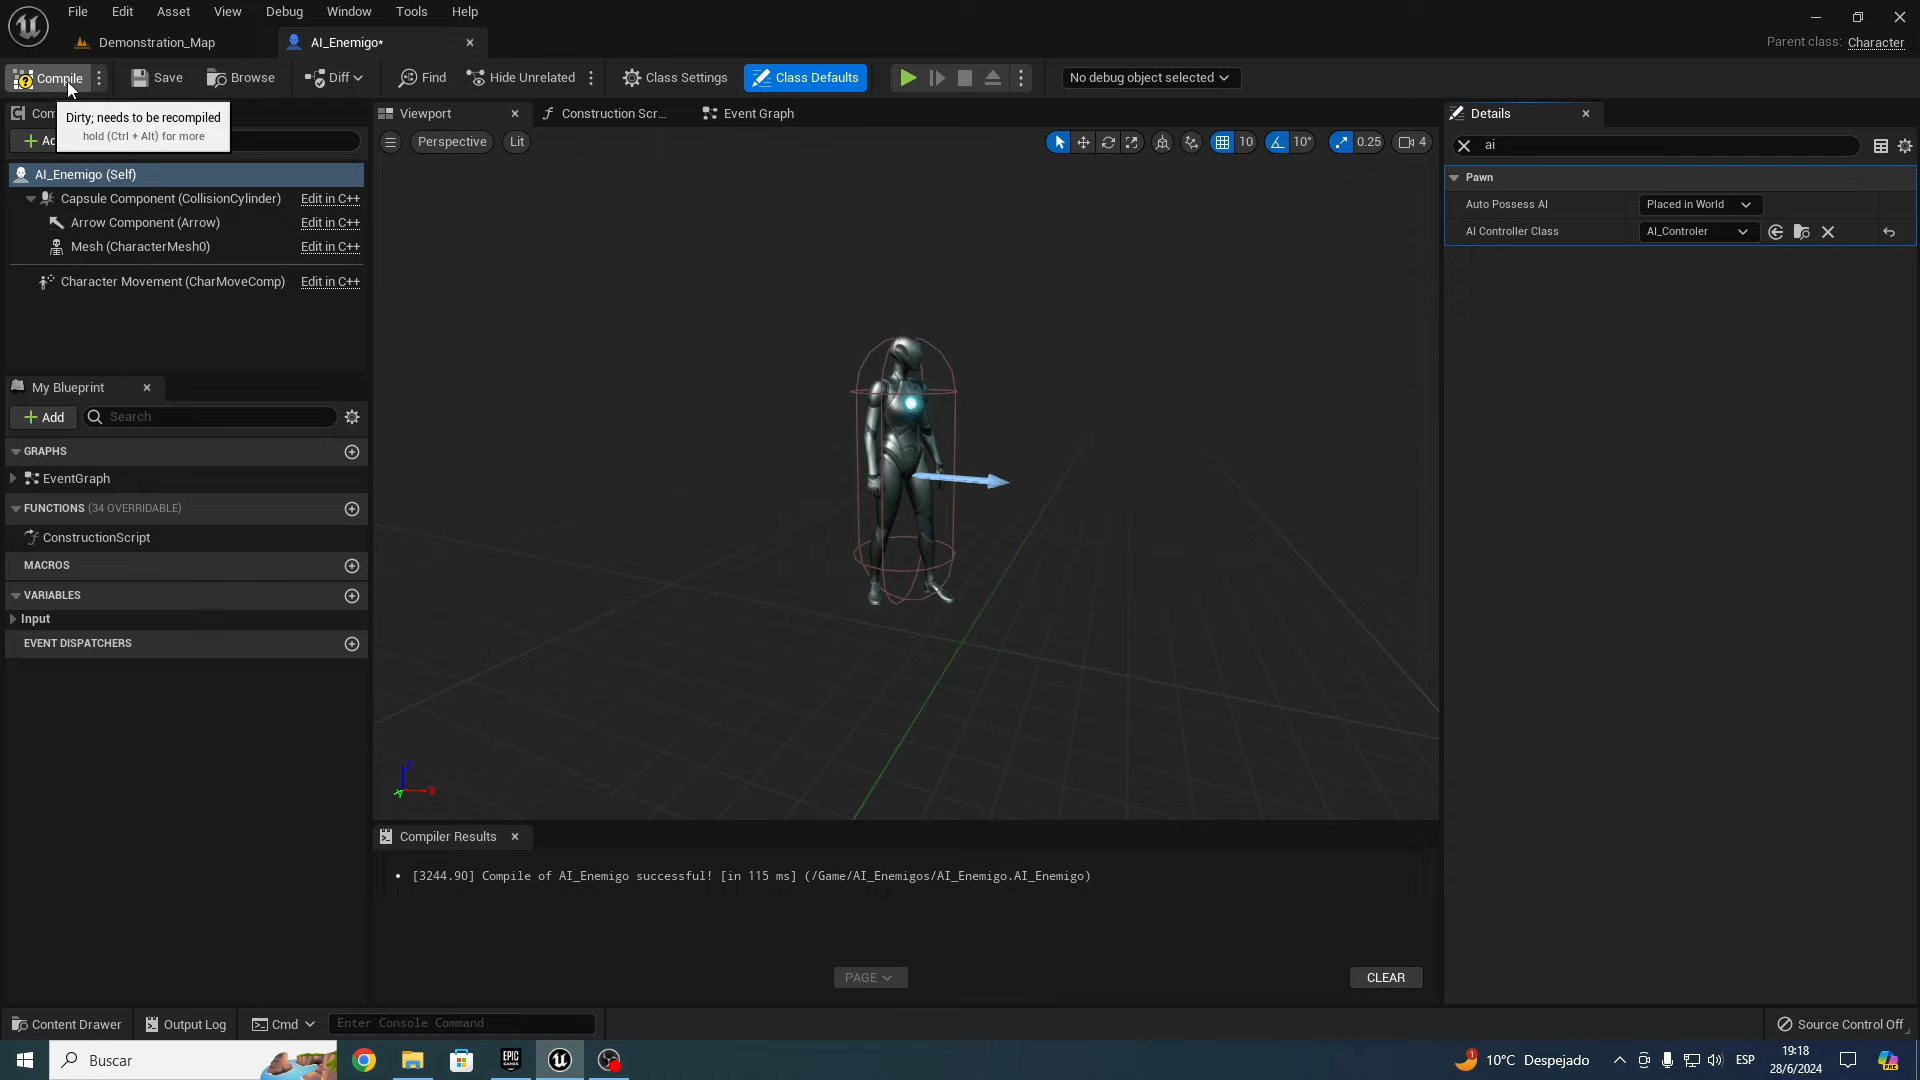 File Edit Asset View Debug Window Tools Help
Demonstration_Map
AI_Enemigo*
Parent class: Character
Compile
Save
Browse
Diff
Find
Hide Unrelated
Class Settings
Class Defaults
No debug object selected
Dirty; needs to be recompiled
hold (Ctrl + Alt) for more
Viewport
Construction Scr...
Event Graph
Perspective
Lit
10
10°
0.25
4
AI_Enemigo (Self)
Capsule Component (CollisionCylinder) Edit in C++
Arrow Component (Arrow) Edit in C++
Mesh (CharacterMesh0) Edit in C++
Character Movement (CharMoveComp) Edit in C++
My Blueprint
Add
Search
GRAPHS
EventGraph
FUNCTIONS (34 OVERRIDABLE)
ConstructionScript
MACROS
VARIABLES
Input
EVENT DISPATCHERS
Compiler Results
[3244.90] Compile of AI_Enemigo successful! [in 115 ms] (/Game/AI_Enemigos/AI_Enemigo.AI_Enemigo)
PAGE
CLEAR
Details
ai
Pawn
Auto Possess AI Placed in World
AI Controller Class AI_Controler
Content Drawer
Output Log
Cmd
Enter Console Command
Source Control Off
Buscar
EPIC
GAMES
1
10°C Despejado
ESP
19:18
28/6/2024
PRE